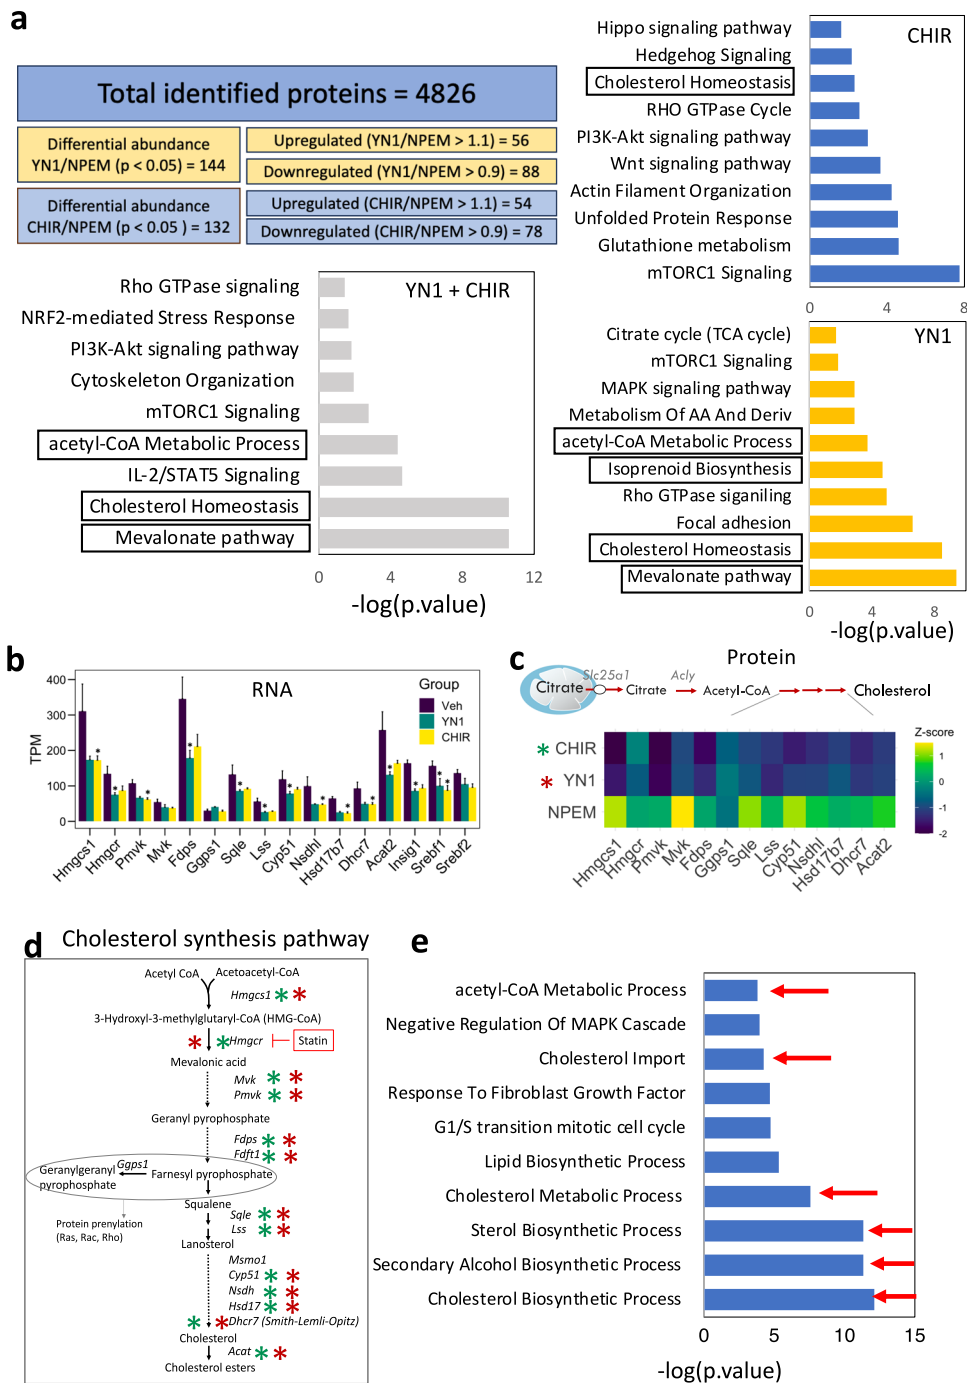 a
Total identified proteins = 4826
Differential abundance
YN1/NPEM (p < 0.05) = 144
Upregulated (YN1/NPEM > 1.1) = 56
Downregulated (YN1/NPEM > 0.9) = 88
Differential abundance
CHIR/NPEM (p < 0.05 ) = 132
Upregulated (CHIR/NPEM > 1.1) = 54
Downregulated (CHIR/NPEM > 0.9) = 78
CHIR
Hippo signaling pathway
Hedgehog Signaling
Cholesterol Homeostasis
RHO GTPase Cycle
PI3K-Akt signaling pathway
Wnt signaling pathway
Actin Filament Organization
Unfolded Protein Response
Glutathione metabolism
mTORC1 Signaling
0 4 8
YN1 + CHIR
Rho GTPase signaling
NRF2-mediated Stress Response
PI3K-Akt signaling pathway
Cytoskeleton Organization
mTORC1 Signaling
acetyl-CoA Metabolic Process
IL-2/STAT5 Signaling
Cholesterol Homeostasis
Mevalonate pathway
0 4 8 12
-log(p.value)
YN1
Citrate cycle (TCA cycle)
mTORC1 Signaling
MAPK signaling pathway
Metabolism Of AA And Deriv
acetyl-CoA Metabolic Process
Isoprenoid Biosynthesis
Rho GTPase siganiling
Focal adhesion
Cholesterol Homeostasis
Mevalonate pathway
0 4 8
-log(p.value)
b
RNA
Group
Veh
YN1
CHIR
TPM
400
300
200
100
0
* * * * * * * * * * * * * *
Hmgcs1 Hmgcr Pmvk Mvk Fdps Ggps1 Sqle Lss Cyp51 Nsdhl Hsd17b7 Dhcr7 Acat2 Insig1 Srebf1 Srebf2
c
Protein
Slc25a1 Acly
Citrate Citrate Acetyl-CoA Cholesterol
* CHIR
* YN1
NPEM
Z-score
2
1
0
-1
-2
Hmgcs1 Hmgcr Pmvk Mvk Fdps Ggps1 Sqle Lss Cyp51 Nsdhl Hsd17b7 Dhcr7 Acat2
d
Cholesterol synthesis pathway
Acetyl CoA Acetoacetyl-CoA
Hmgcs1 * *
3-Hydroxyl-3-methylglutaryl-CoA (HMG-CoA)
* * Hmgcr Statin
Mevalonic acid
Mvk * *
Pmvk * *
Geranyl pyrophosphate
Fdps * *
Fdft1 * *
Geranylgeranyl
pyrophosphate
Ggps1
Farnesyl pyrophosphate
Squalene
Protein prenylation
(Ras, Rac, Rho)
Sqle * *
Lss * *
Lanosterol
Msmo1
Cyp51 * *
Nsdh * *
Hsd17 * *
* * Dhcr7 (Smith-Lemli-Opitz)
Cholesterol
Acat * *
Cholesterol esters
e
acetyl-CoA Metabolic Process
Negative Regulation Of MAPK Cascade
Cholesterol Import
Response To Fibroblast Growth Factor
G1/S transition mitotic cell cycle
Lipid Biosynthetic Process
Cholesterol Metabolic Process
Sterol Biosynthetic Process
Secondary Alcohol Biosynthetic Process
Cholesterol Biosynthetic Process
0 5 10 15
-log(p.value)